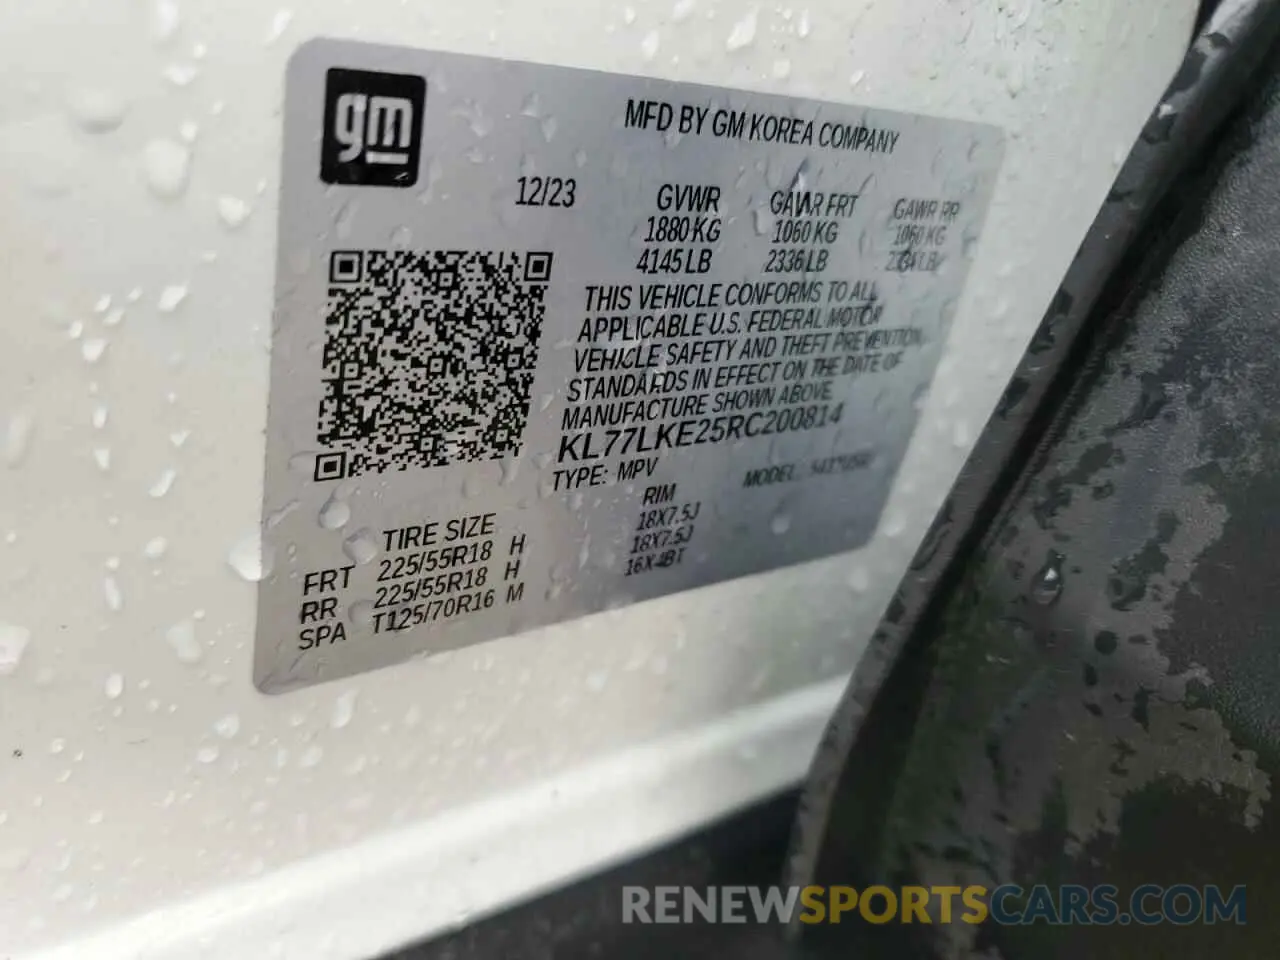 gm
MFD BY GM KOREA COMPANY
12/23 GVWR GAWR FRT GAWR RR
1880 KG 1060 KG 1060 KG
4145 LB 2336 LB LB
THIS VEHICLE CONFORMS TO ALL
APPLICABLE U.S. FEDERAL MOTOR
VEHICLE SAFETY AND THEFT PREVENTION
STANDARDS IN EFFECT ON THE DATE OF
MANUFACTURE SHOWN ABOVE
KL77LKE25RC200814
TYPE: MPV MODEL:
TIRE SIZE RIM
FRT 225/55R18 H 18X7.5J
RR 225/55R18 H 18X7.5J
SPA T125/70R16 M 16X4BT
RENEWSPORTSCARS.COM